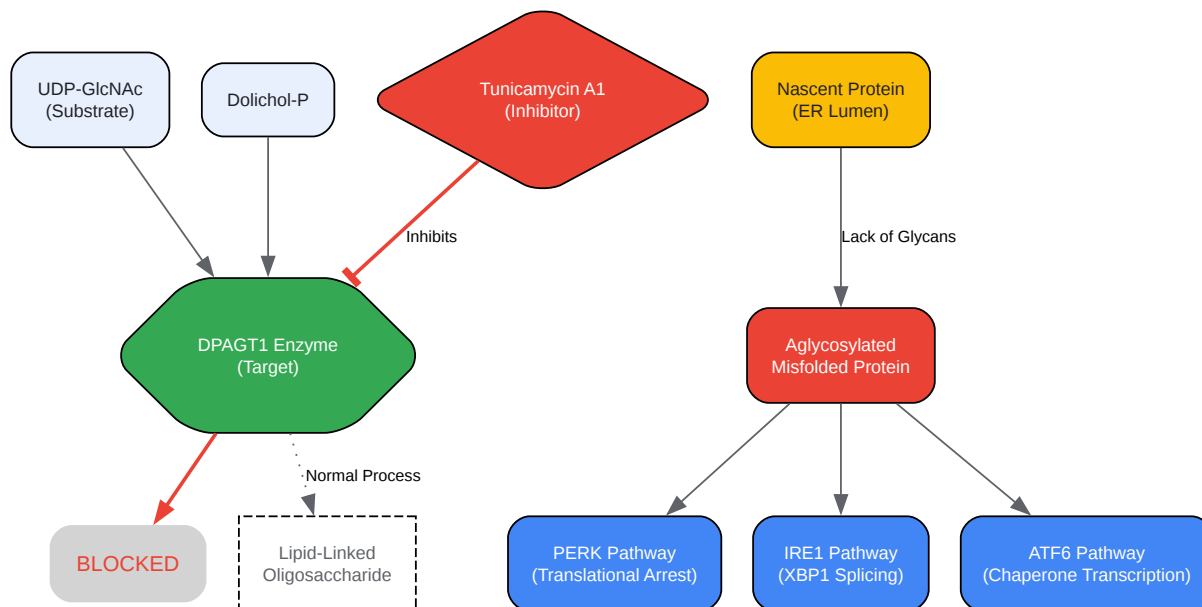 UDP-GlcNAc
(Substrate)
Dolichol-P
Tunicamycin A1
(Inhibitor)
Nascent Protein
(ER Lumen)
Inhibits
Lack of Glycans
DPAGT1 Enzyme
(Target)
Aglycosylated
Misfolded Protein
Normal Process
BLOCKED
Lipid-Linked
Oligosaccharide
PERK Pathway
(Translational Arrest)
IRE1 Pathway
(XBP1 Splicing)
ATF6 Pathway
(Chaperone Transcription)